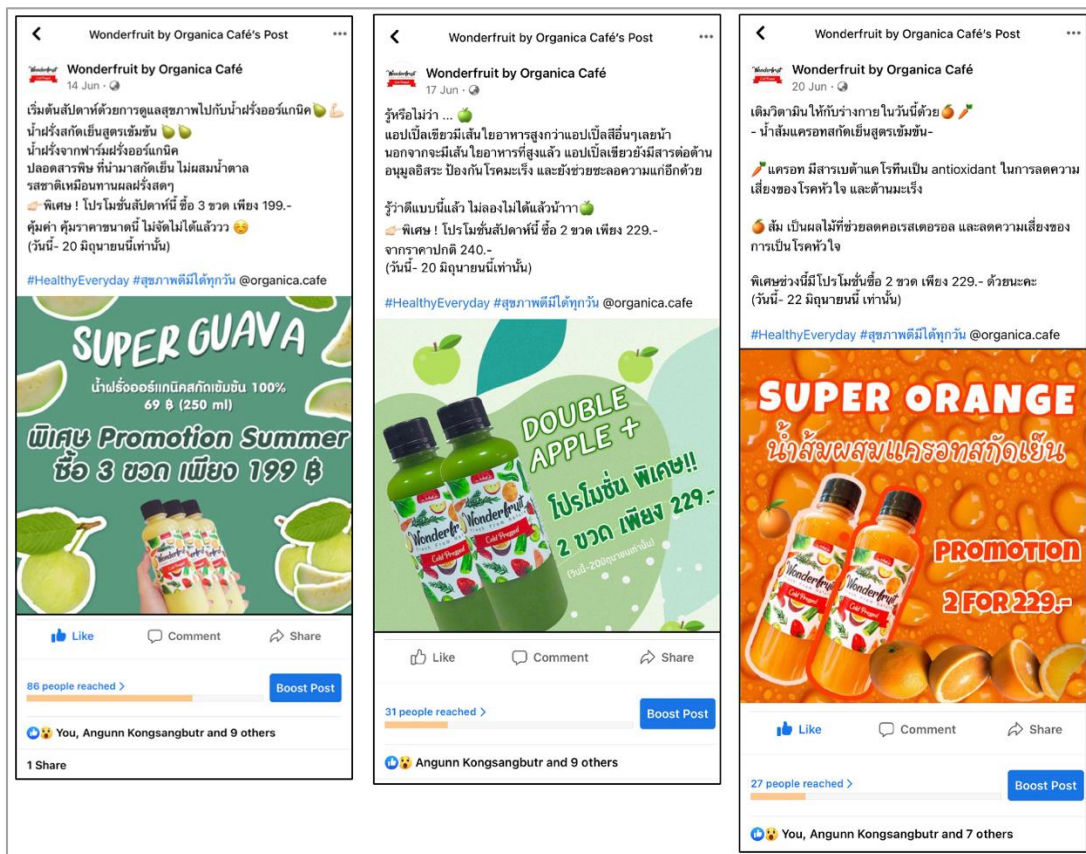 Wonderfruit by Organica Café's Post
Wonderfruit by Organica Café
14 Jun
เริ่มต้นสัปดาห์ด้วยการดูแลสุขภาพไปกับน้ำฝรั่งออร์แกนิค🍐💪🏻
น้ำฝรั่งสกัดเย็นสูตรเข้มข้น 🍐🍐
น้ำฝรั่งจากฟาร์มฝรั่งออร์แกนิค
ปลอดสารพิษ ที่นำมาสกัดเย็น ไม่ผสมน้ำตาล
รสชาติเหมือนทานผลฝรั่งสดๆ
👉🏻พิเศษ ! โปรโมชั่นสัปดาห์นี้ ซื้อ 3 ขวด เพียง 199.-
คุ้มค่า คุ้มราคาขนาดนี้ ไม่จัดไม่ได้แล้ววว ☺️
(วันนี้- 20 มิถุนายนนี้เท่านั้น)
#HealthyEveryday #สุขภาพดีมีได้ทุกวัน @organica.cafe
SUPER GUAVA
น้ำฝรั่งออร์แกนิคสกัดเข้มข้น 100%
69 ฿ (250 ml)
พิเศษ Promotion Summer
ซื้อ 3 ขวด เพียง 199 ฿
Like Comment Share
86 people reached >
Boost Post
You, Angunn Kongsangbutr and 9 others
1 Share
Wonderfruit by Organica Café's Post
Wonderfruit by Organica Café
17 Jun
รู้หรือไม่ว่า ... 🍏
แอปเปิ้ลเขียวมีเส้นใยอาหารสูงกว่าแอปเปิ้ลสีอื่นๆเลยน้า
นอกจากจะมีเส้นใยอาหารที่สูงแล้ว แอปเปิ้ลเขียวยังมีสารต่อต้าน
อนุมูลอิสระ ป้องกันโรคมะเร็ง และยังช่วยชะลอความแก่อีกด้วย
รู้ว่าดีแบบนี้แล้ว ไม่ลองไม่ได้แล้วน้าาา🍏
👉🏻พิเศษ ! โปรโมชั่นสัปดาห์นี้ ซื้อ 2 ขวด เพียง 229.-
จากราคาปกติ 240.-
(วันนี้- 20 มิถุนายนนี้เท่านั้น)
#HealthyEveryday #สุขภาพดีมีได้ทุกวัน @organica.cafe
DOUBLE
APPLE +
โปรโมชั่น พิเศษ!!
2 ขวด เพียง 229.-
(วันนี้-20มิถุนายนเท่านั้น)
Wonderfruit
Cold Pressed
Like Comment Share
31 people reached >
Boost Post
Angunn Kongsangbutr and 9 others
Wonderfruit by Organica Café's Post
Wonderfruit by Organica Café
20 Jun
เติมวิตามินให้กับร่างกายในวันนี้ด้วย🍊🥕
- น้ำส้มแครอทสกัดเย็นสูตรเข้มข้น-
🥕แครอท มีสารเบต้าแคโรทีนเป็น antioxidant ในการลดความ
เสี่ยงของโรคหัวใจ และต้านมะเร็ง
🍊 ส้ม เป็นผลไม้ที่ช่วยลดคอเรสเตอรอล และลดความเสี่ยงของ
การเป็นโรคหัวใจ
พิเศษช่วงนี้มีโปรโมชั่นซื้อ 2 ขวด เพียง 229.- ด้วยนะคะ
(วันนี้- 22 มิถุนายนนี้ เท่านั้น)
#HealthyEveryday #สุขภาพดีมีได้ทุกวัน @organica.cafe
SUPER ORANGE
น้ำส้มผสมแครอทสกัดเย็น
PROMOTION
2 FOR 229.-
Wonderfruit
Cold Pressed
Like Comment Share
27 people reached >
Boost Post
You, Angunn Kongsangbutr and 7 others